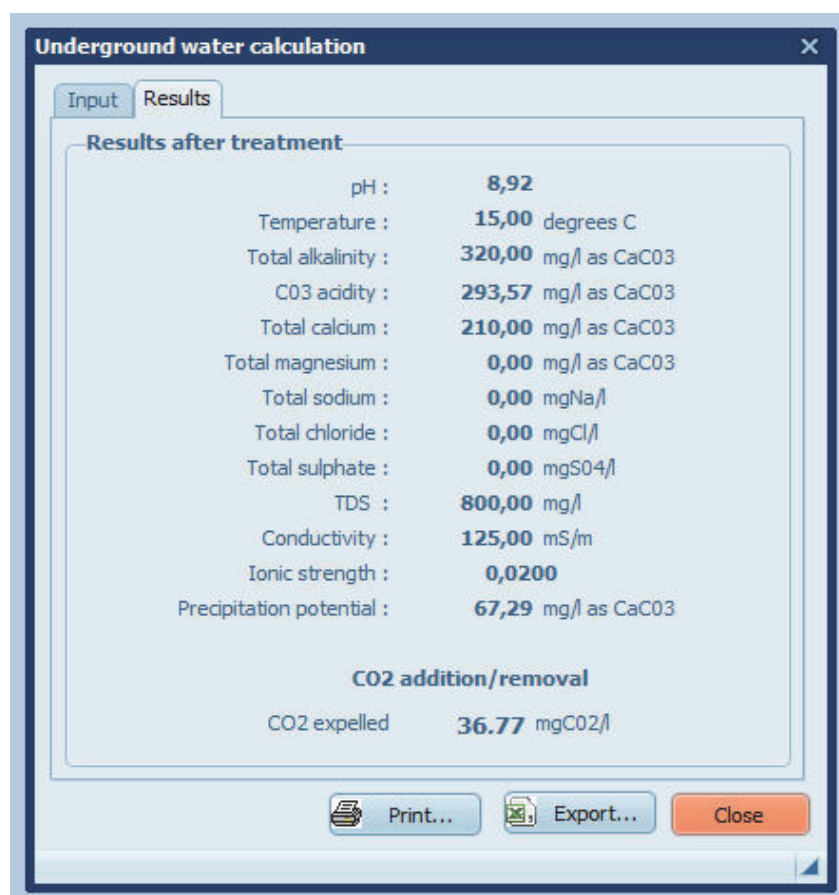 Underground water calculation
Input Results
Results after treatment
pH : 8,92
Temperature : 15,00 degrees C
Total alkalinity : 320,00 mg/l as CaC03
C03 acidity : 293,57 mg/l as CaC03
Total calcium : 210,00 mg/l as CaC03
Total magnesium : 0,00 mg/l as CaC03
Total sodium : 0,00 mgNa/l
Total chloride : 0,00 mgCl/l
Total sulphate : 0,00 mgS04/l
TDS : 800,00 mg/l
Conductivity : 125,00 mS/m
Ionic strength : 0,0200
Precipitation potential : 67,29 mg/l as CaC03
CO2 addition/removal
CO2 expelled 36.77 mgC02/l
Print... Export... Close